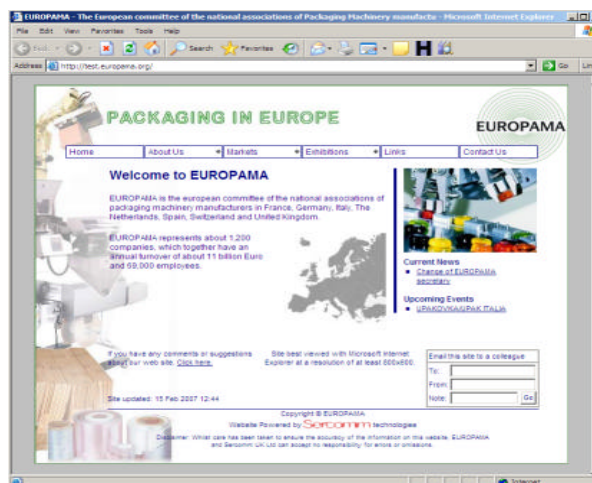 EUROPAMA - The European committee of the national associations of Packaging Machinery manufactu - Microsoft Internet Explorer
File Edit View Favorites Tools Help
Back Search Favorites H
Address http://test.europama.org/ Go Lin
PACKAGING IN EUROPE
EUROPAMA
Home About Us Markets Exhibitions Links Contact Us
Welcome to EUROPAMA
EUROPAMA is the european committee of the national associations of
packaging machinery manufacturers in France, Germany, Italy, The
Netherlands, Spain, Switzerland and United Kingdom.
EUROPAMA represents about 1,200
companies, which together have an
annual turnover of about 11 billion Euro
and 69,000 employees.
Current News
Change of EUROPAMA
secretary
Upcoming Events
UPAKOVKA/UPAK ITALIA
If you have any comments or suggestions
about our web site. Click here.
Site best viewed with Microsoft Internet
Explorer at a resolution of at least 800x600.
Email this site to a colleague
To:
From:
Note: Go
Site updated: 15 Feb 2007 12:44
Copyright © EUROPAMA
Website Powered by Sercomm technologies
Disclaimer: Whilst care has been taken to ensure the accuracy of the information on this website, EUROPAMA
and Sercomm UK Ltd can accept no responsibility for errors or omissions.
Internet